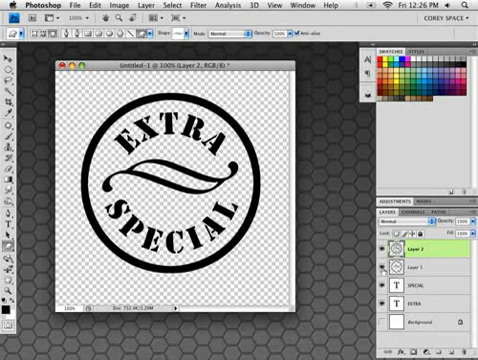 Photoshop File Edit Image Layer Select Filter Analysis 3D View Window Help Fri 12:26 PM COREY SPACE
100%
Mode: Normal Opacity: 100% Anti-alias
Untitled-1 @ 100% (Layer 2, RGB/8) *
SWATCHES STYLES
EXTRA
SPECIAL
ADJUSTMENTS MASKS
LAYERS CHANNELS PATHS
Normal Opacity: 100%
Lock: Fill: 100%
Layer 2
Layer 1
T SPECIAL
T EXTRA
Background
100% Doc: 732.4K/3.20M